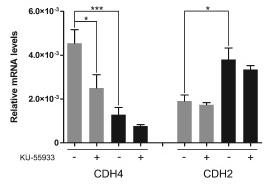 Relative mRNA levels
6.0×10⁻³
4.0×10⁻³
2.0×10⁻³
0
*
***
*
KU-55933 - + - + - + - +
CDH4 CDH2